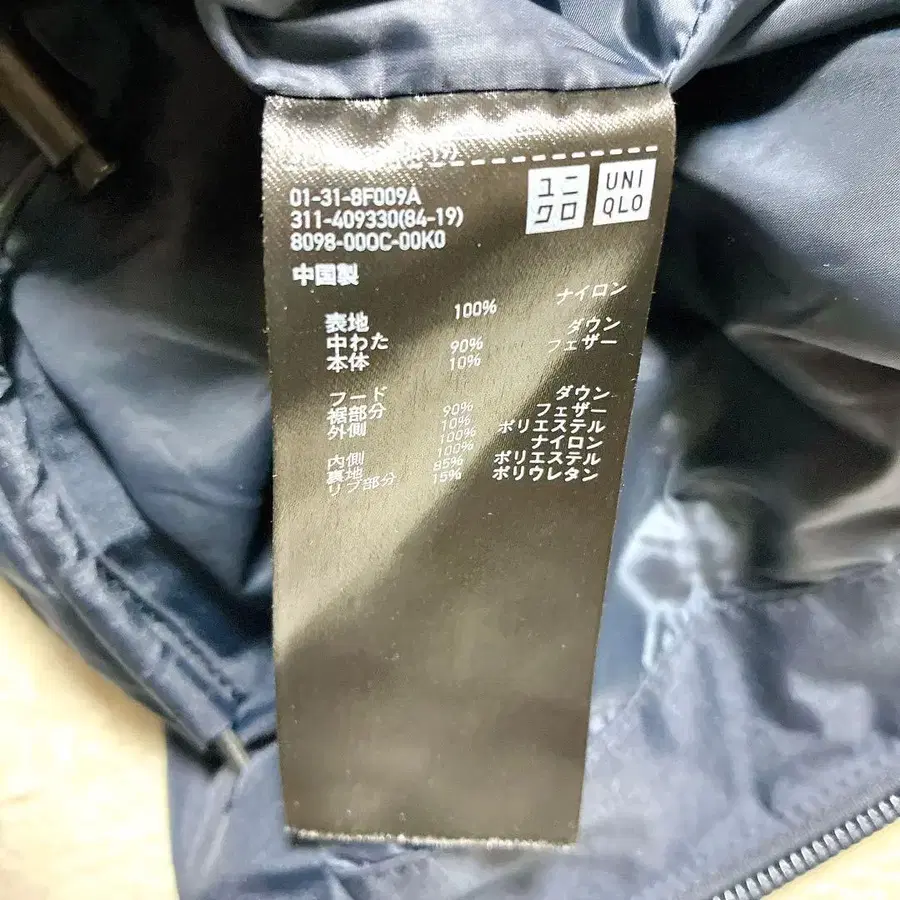 ユニ
クロ
UNI
QLO
01-31-8F009A
311-409330(84-19)
8098-00QC-00K0
中国製
表地 100% ナイロン
中わた
本体 90% ダウン
10% フェザー
フード
裾部分 90% ダウン
10% フェザー
外側 100% ポリエステル
内側 100% ナイロン
裏地
リブ部分 85% ポリエステル
15% ポリウレタン